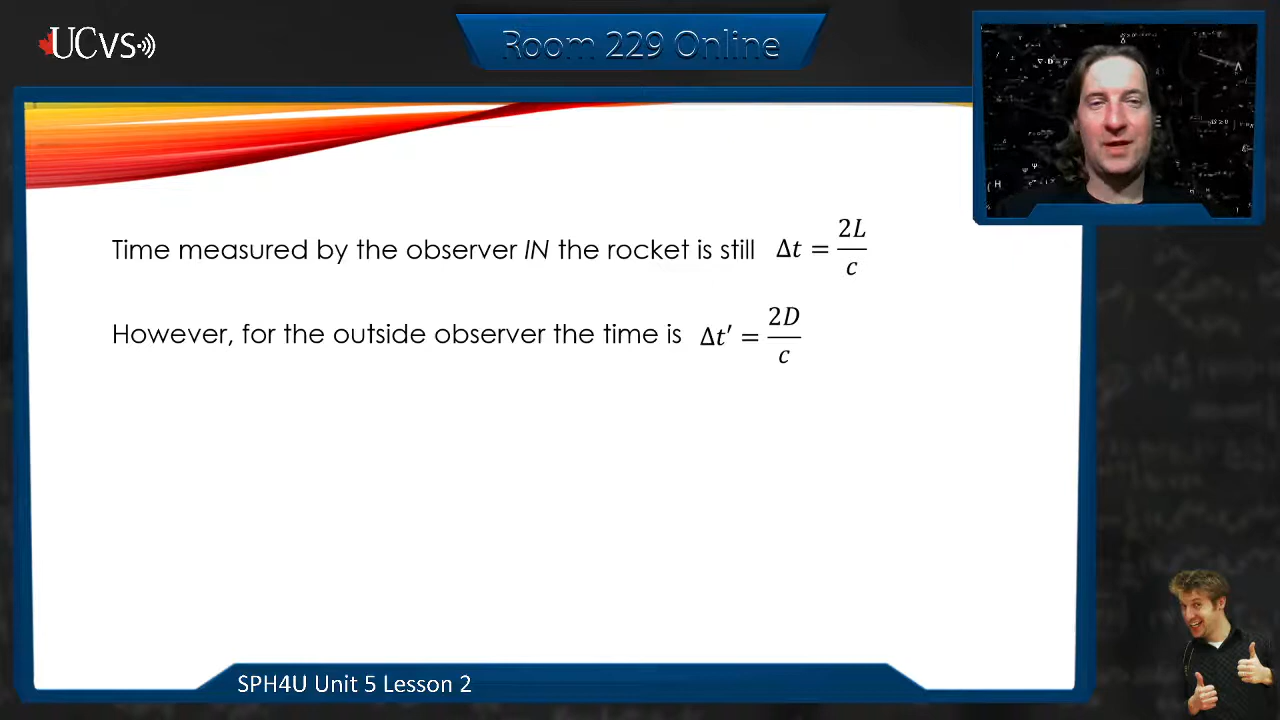 UCvs
Room 229 Online
Time measured by the observer IN the rocket is still Δt = 2L/c
However, for the outside observer the time is Δt′ = 2D/c
SPH4U Unit 5 Lesson 2